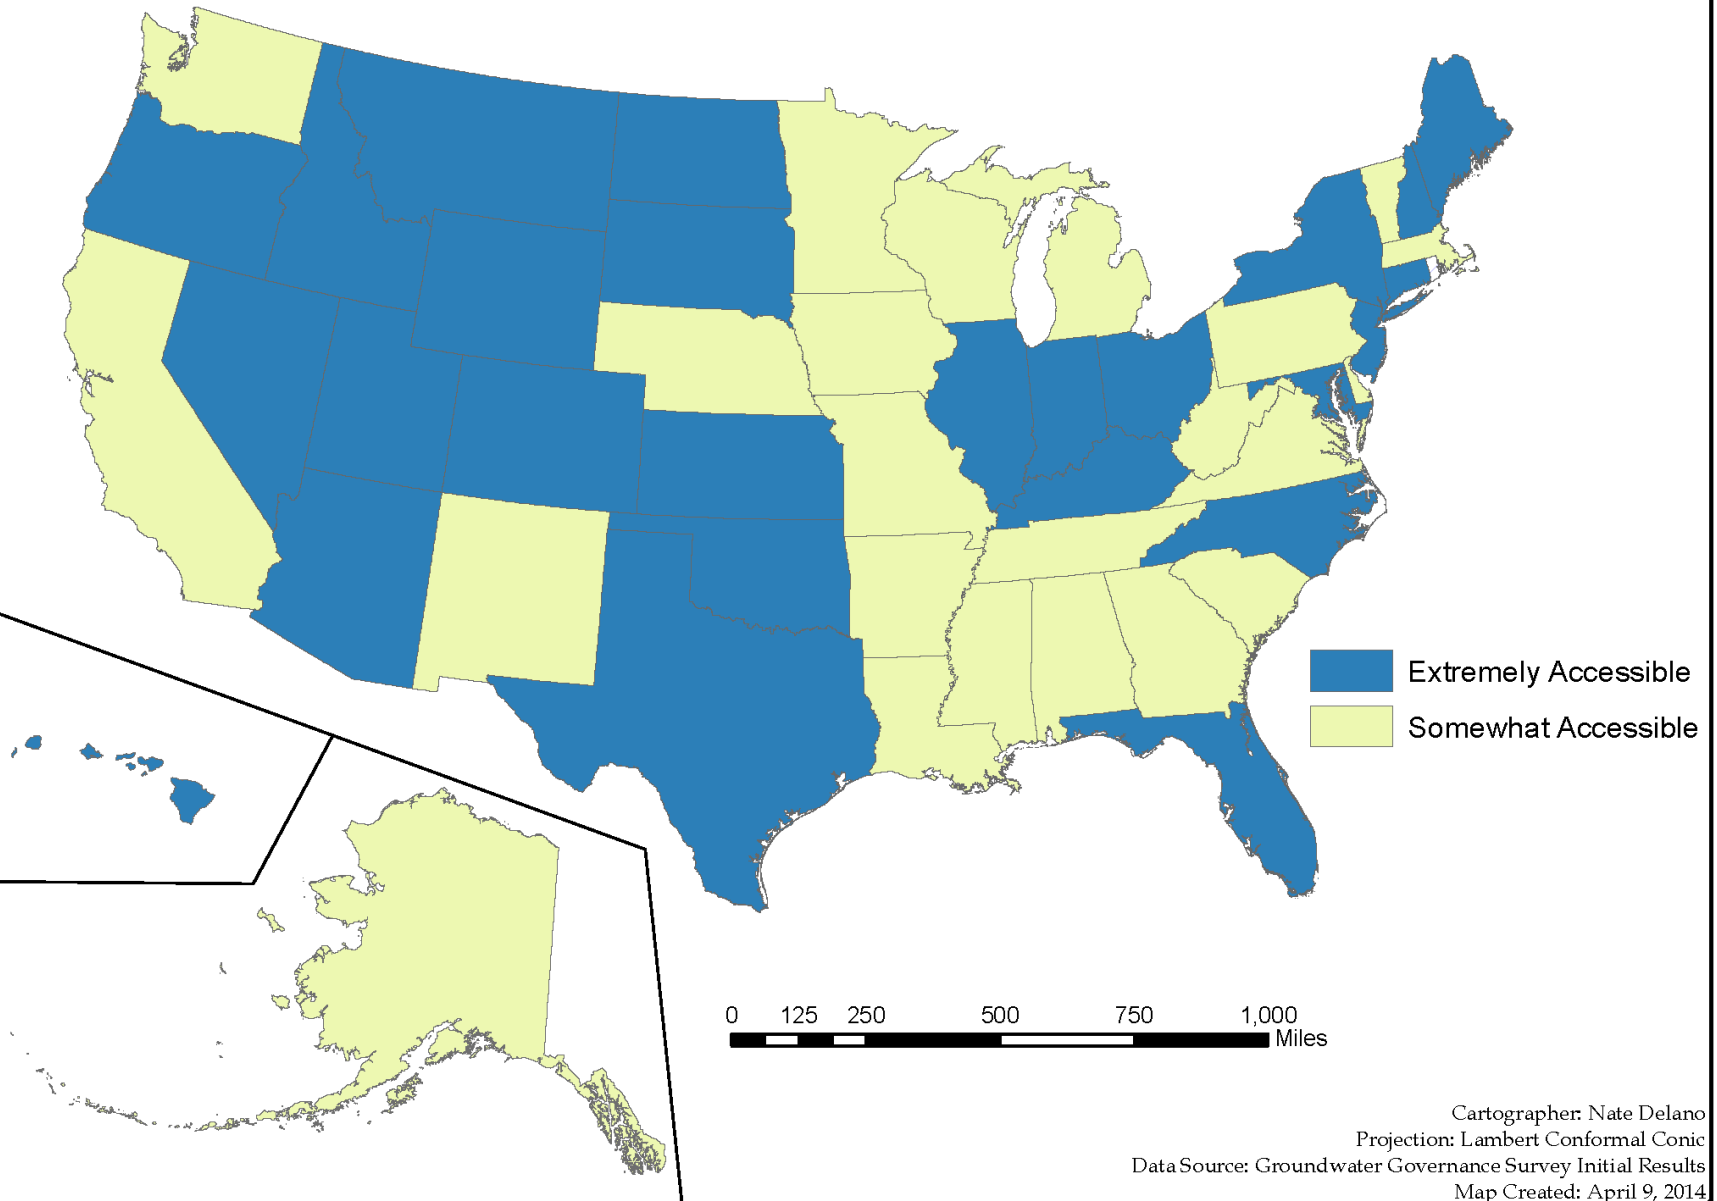 Extremely Accessible
Somewhat Accessible
0 125 250 500 750 1,000
Miles
Cartographer: Nate Delano
Projection: Lambert Conformal Conic
Data Source: Groundwater Governance Survey Initial Results
Map Created: April 9, 2014